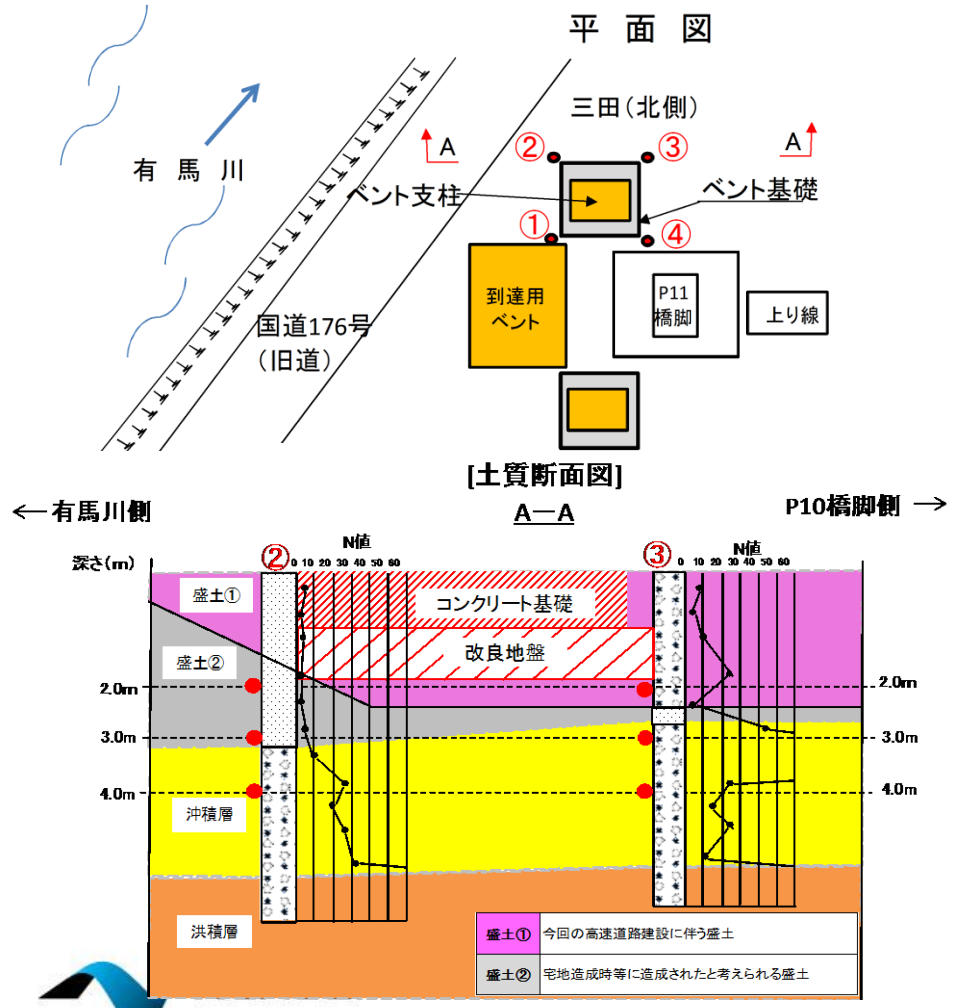 平 面 図
三田(北側)
有 馬 川
A
②
③
A
ベント支柱
ベント基礎
①
④
到達用
ベント
P11
橋脚
上り線
国道176号
(旧道)
[土質断面図]
←有馬川側
A－A
P10橋脚側 →
深さ(m)
②
N値
0 10 20 30 40 50 60
③
N値
0 10 20 30 40 50 60
盛土①
コンクリート基礎
盛土②
改良地盤
2.0m
2.0m
3.0m
3.0m
4.0m
4.0m
沖積層
洪積層
盛土① 今回の高速道路建設に伴う盛土
盛土② 宅地造成時等に造成されたと考えられる盛土